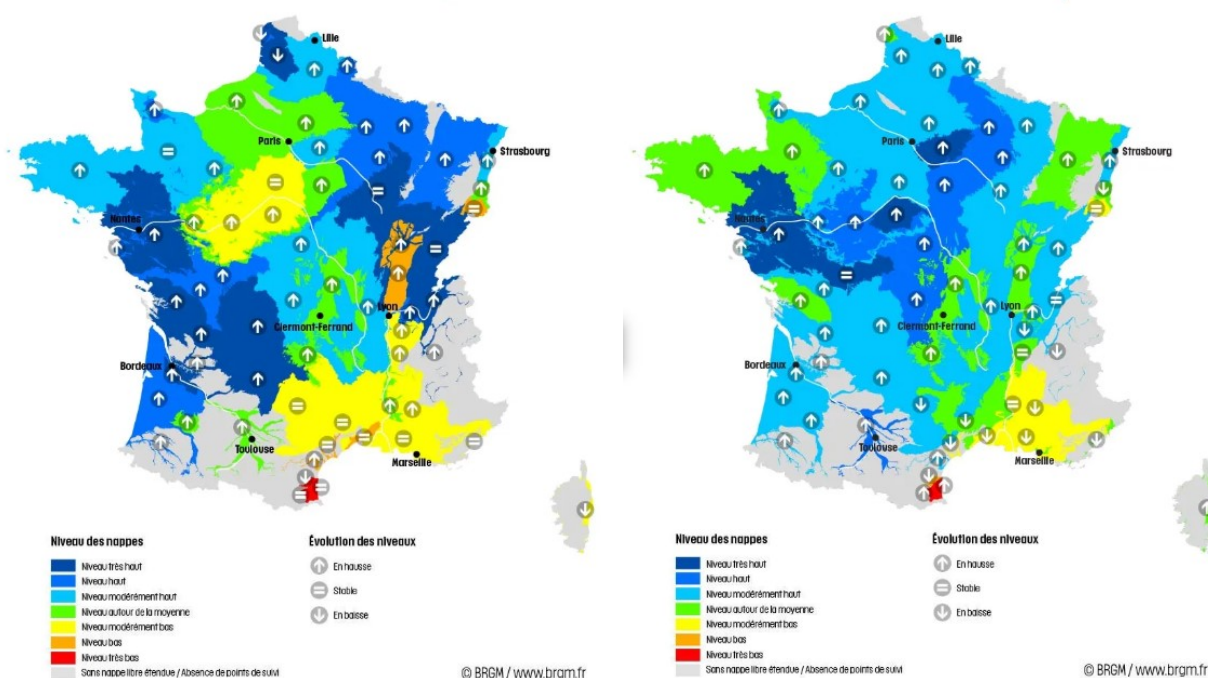 Lille
Paris
Strasbourg
Nantes
Lyon
Clermont-Ferrand
Bordeaux
Toulouse
Marseille
Niveau des nappes
Niveau très haut
Niveau haut
Niveau modérément haut
Niveau autour de la moyenne
Niveau modérément bas
Niveau bas
Niveau très bas
Sans nappe libre étendue / Absence de points de suivi
Évolution des niveaux
En hausse
Stable
En baisse
© BRGM / www.brgm.fr
Lille
Paris
Strasbourg
Nantes
Lyon
Clermont-Ferrand
Bordeaux
Toulouse
Marseille
Niveau des nappes
Niveau très haut
Niveau haut
Niveau modérément haut
Niveau autour de la moyenne
Niveau modérément bas
Niveau bas
Niveau très bas
Sans nappe libre étendue / Absence de points de suivi
Évolution des niveaux
En hausse
Stable
En baisse
© BRGM / www.brgm.fr